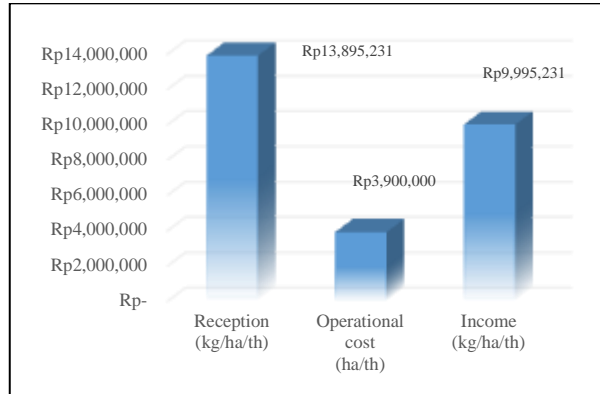 Rp14,000,000
Rp12,000,000
Rp10,000,000
Rp8,000,000
Rp6,000,000
Rp4,000,000
Rp2,000,000
Rp-
Rp13,895,231
Rp3,900,000
Rp9,995,231
Reception
(kg/ha/th)
Operational
cost
(ha/th)
Income
(kg/ha/th)